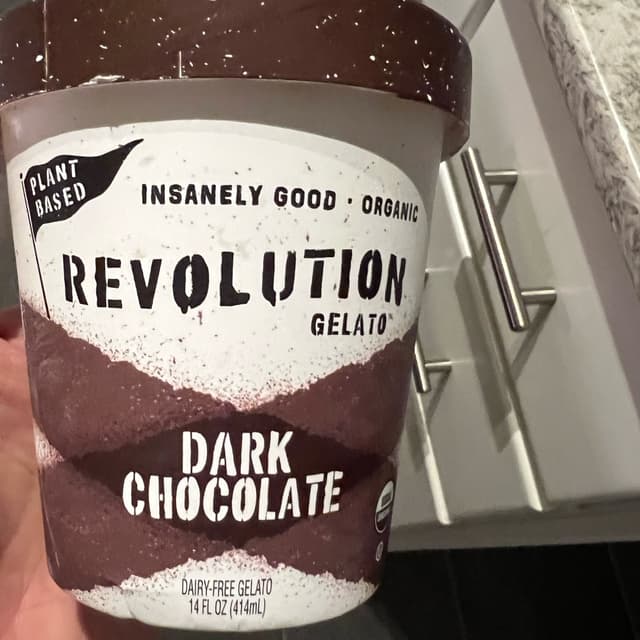 PLANT
BASED
INSANELY GOOD · ORGANIC
REVOLUTION
GELATO
DARK
CHOCOLATE
DAIRY-FREE GELATO
14 FL OZ (414mL)